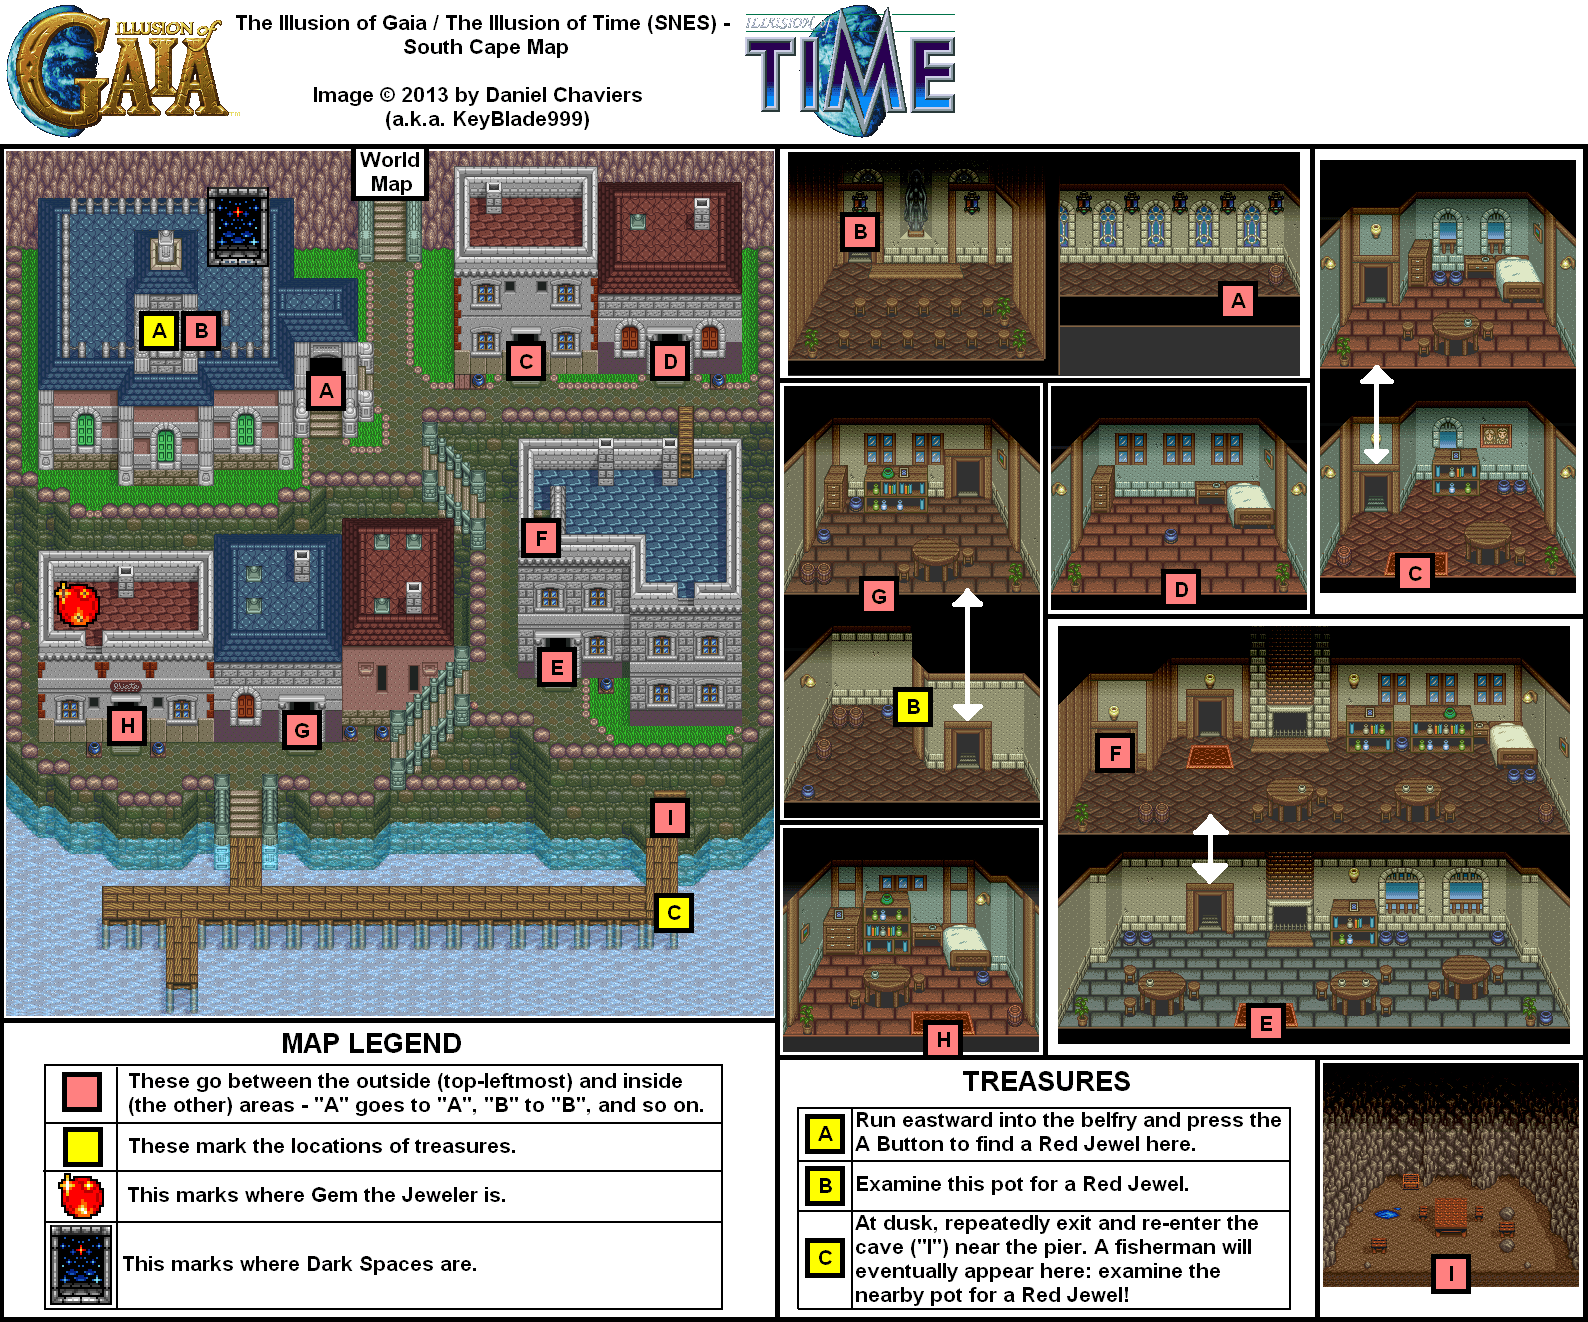 ILLUSION of
GAIA
The Illusion of Gaia / The Illusion of Time (SNES) -
South Cape Map
Image © 2013 by Daniel Chaviers
(a.k.a. KeyBlade999)
ILLUSION of
TIME
World
Map
A
B
A
C
D
F
E
H
G
I
C
B
A
C
G
B
D
F
E
H
I
MAP LEGEND
These go between the outside (top-leftmost) and inside
(the other) areas - "A" goes to "A", "B" to "B", and so on.
These mark the locations of treasures.
This marks where Gem the Jeweler is.
This marks where Dark Spaces are.
TREASURES
A
Run eastward into the belfry and press the
A Button to find a Red Jewel here.
B
Examine this pot for a Red Jewel.
C
At dusk, repeatedly exit and re-enter the
cave ("I") near the pier. A fisherman will
eventually appear here: examine the
nearby pot for a Red Jewel!